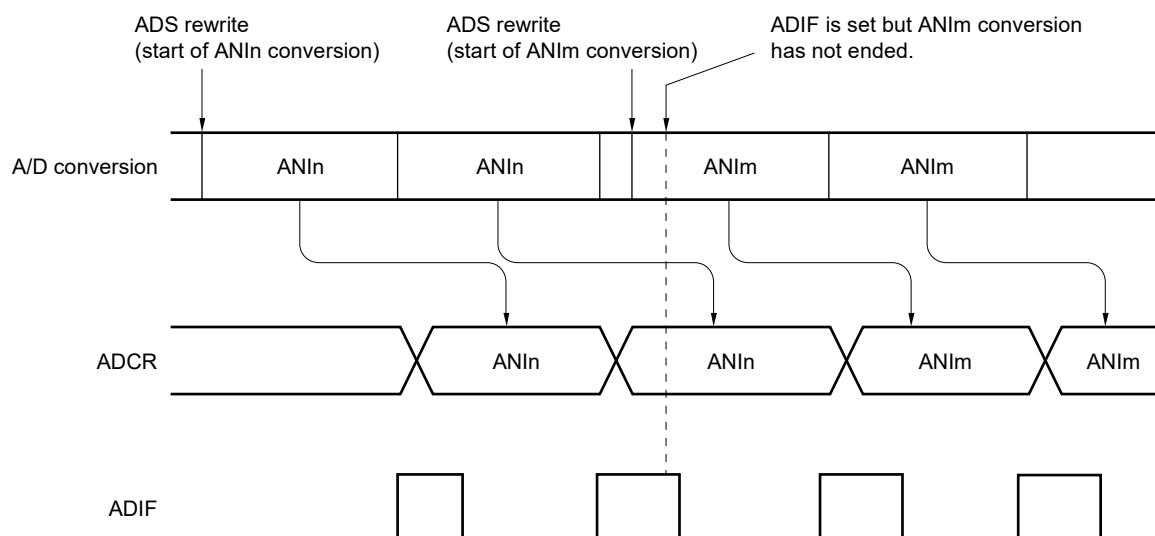 ADS rewrite
(start of ANIn conversion)
ADS rewrite
(start of ANIm conversion)
ADIF is set but ANIm conversion
has not ended.
A/D conversion
ANIn
ANIn
ANIm
ANIm
ADCR
ANIn
ANIn
ANIm
ANIm
ADIF